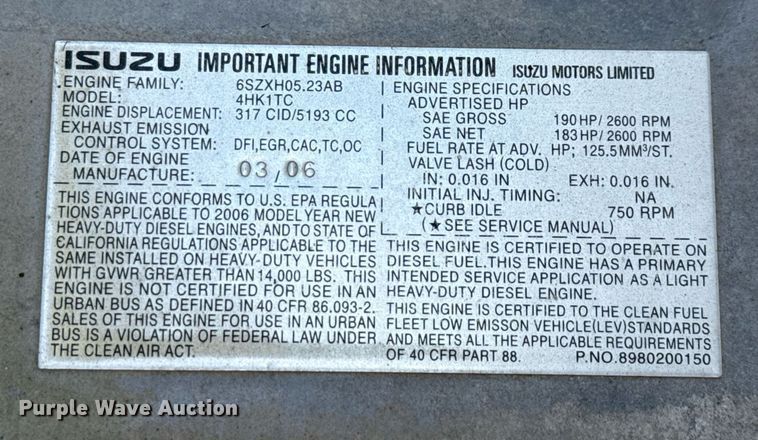 ISUZU IMPORTANT ENGINE INFORMATION ISUZU MOTORS LIMITED
ENGINE FAMILY: 6SZXH05.23AB
MODEL: 4HK1TC
ENGINE DISPLACEMENT: 317 CID/5193 CC
EXHAUST EMISSION
CONTROL SYSTEM: DFI,EGR,CAC,TC,OC
DATE OF ENGINE
MANUFACTURE: 03/06
THIS ENGINE CONFORMS TO U.S. EPA REGULA
TIONS APPLICABLE TO 2006 MODEL YEAR NEW
HEAVY-DUTY DIESEL ENGINES, AND TO STATE OF
CALIFORNIA REGULATIONS APPLICABLE TO THE
SAME INSTALLED ON HEAVY-DUTY VEHICLES
WITH GVWR GREATER THAN 14,000 LBS. THIS
ENGINE IS NOT CERTIFIED FOR USE IN AN
URBAN BUS AS DEFINED IN 40 CFR 86.093-2.
SALES OF THIS ENGINE FOR USE IN AN URBAN
BUS IS A VIOLATION OF FEDERAL LAW UNDER
THE CLEAN AIR ACT.
ENGINE SPECIFICATIONS
ADVERTISED HP
SAE GROSS 190 HP/ 2600 RPM
SAE NET 183 HP/ 2600 RPM
FUEL RATE AT ADV. HP; 125.5MM³/ST.
VALVE LASH (COLD)
IN: 0.016 IN EXH: 0.016 IN.
INITIAL INJ. TIMING: NA
★CURB IDLE 750 RPM
(★SEE SERVICE MANUAL)
THIS ENGINE IS CERTIFIED TO OPERATE ON
DIESEL FUEL.THIS ENGINE HAS A PRIMARY
INTENDED SERVICE APPLICATION AS A LIGHT
HEAVY-DUTY DIESEL ENGINE.
THIS ENGINE IS CERTIFIED TO THE CLEAN FUEL
FLEET LOW EMISSON VEHICLE(LEV)STANDARDS
AND MEETS ALL THE APPLICABLE REQUIREMENTS
OF 40 CFR PART 88. P.NO.8980200150
Purple Wave Auction